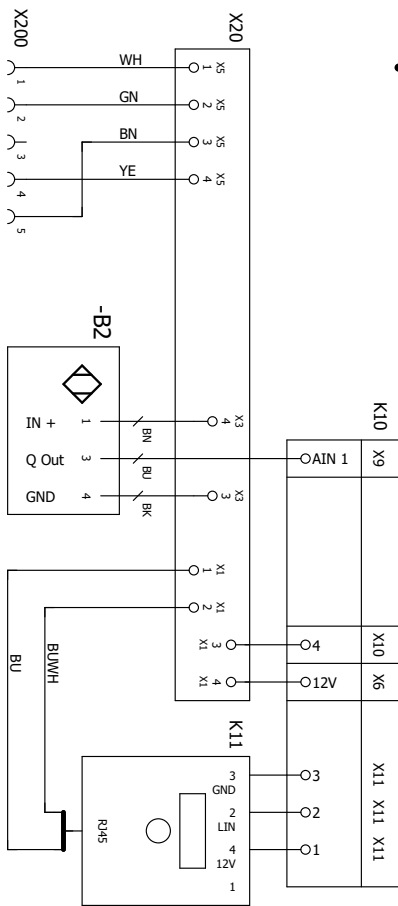 X200
1
2
3
4
5
WH
GN
BN
YE
X20
1 X5
2 X5
3 X5
4 X5
-B2
IN + 1
Q Out 3
GND 4
BN
BU
BK
4 X3
3 X3
1 X1
2 X1
X1 3
X1 4
BU
BUWH
K10
AIN 1 X9
4 X10
12V X6
3 X11
2 X11
1 X11
K11
3
GND
2
LIN
4
12V
1
RJ45